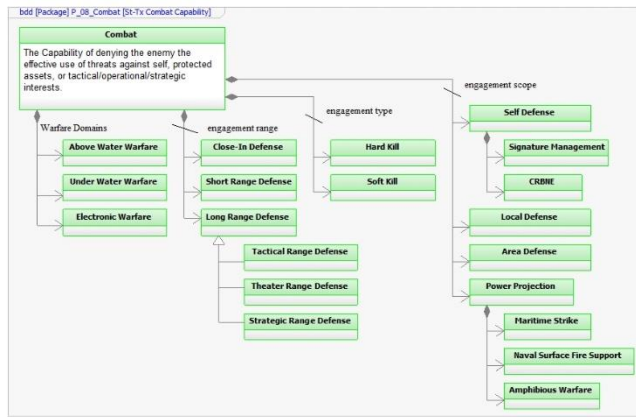 bdd [Package] P_08_Combat [St-Tx Combat Capability]
Combat
The Capability of denying the enemy the
effective use of threats against self, protected
assets, or tactical/operational/strategic
interests.
engagement scope
engagement type
Warfare Domains
engagement range
Self Defense
Above Water Warfare
Close-In Defense
Hard Kill
Signature Management
Under Water Warfare
Short Range Defense
Soft Kill
CRBNE
Electronic Warfare
Long Range Defense
Local Defense
Tactical Range Defense
Area Defense
Theater Range Defense
Power Projection
Strategic Range Defense
Maritime Strike
Naval Surface Fire Support
Amphibious Warfare